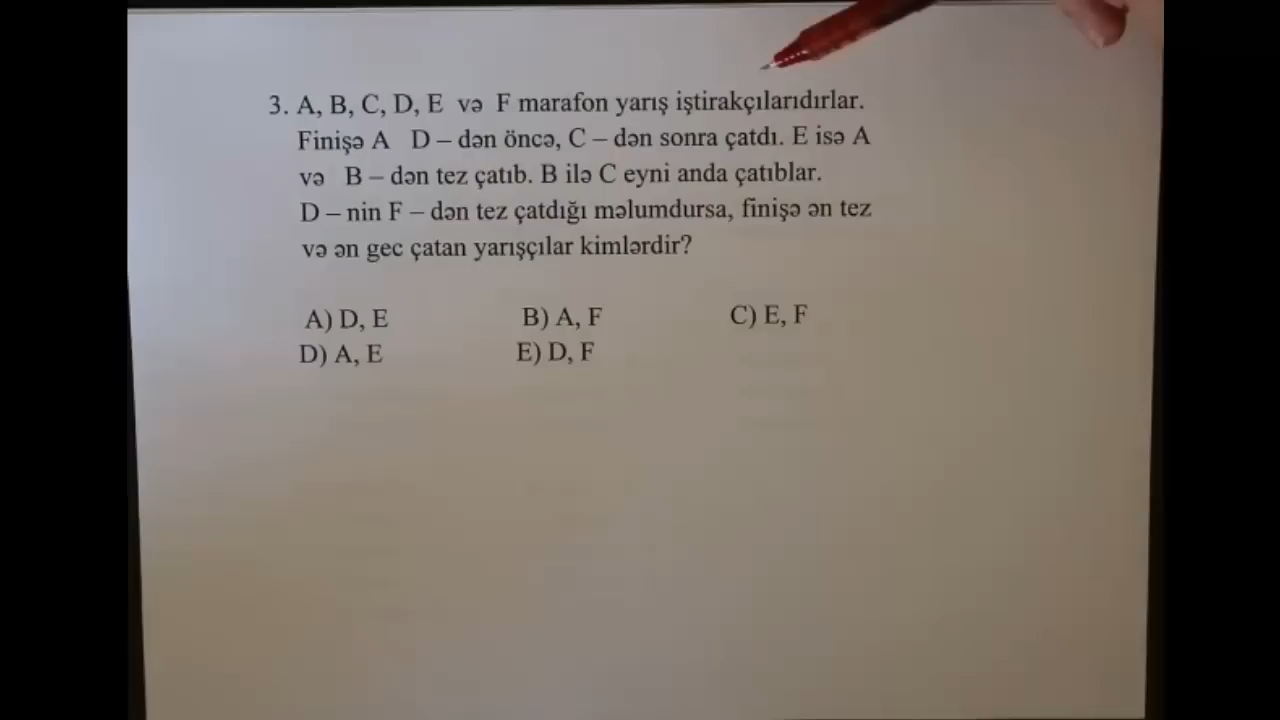 3. A, B, C, D, E və F marafon yarış iştirakçılarıdırlar.
Finişə A D – dən öncə, C – dən sonra çatdı. E isə A
və B – dən tez çatıb. B ilə C eyni anda çatıblar.
D – nin F – dən tez çatdığı məlumdursa, finişə ən tez
və ən gec çatan yarışçılar kimlərdir?
A) D, E B) A, F C) E, F
D) A, E E) D, F